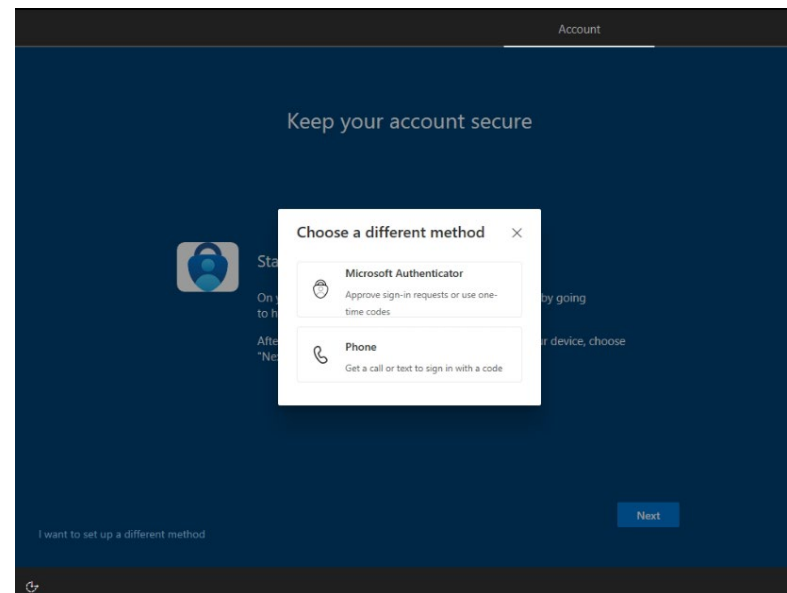 Account
Keep your account secure
Choose a different method
Sta
Microsoft Authenticator
Approve sign-in requests or use one-
time codes
On
by going
to h
Phone
Afte
r device, choose
"Ne
Get a call or text to sign in with a code
Next
I want to set up a different method